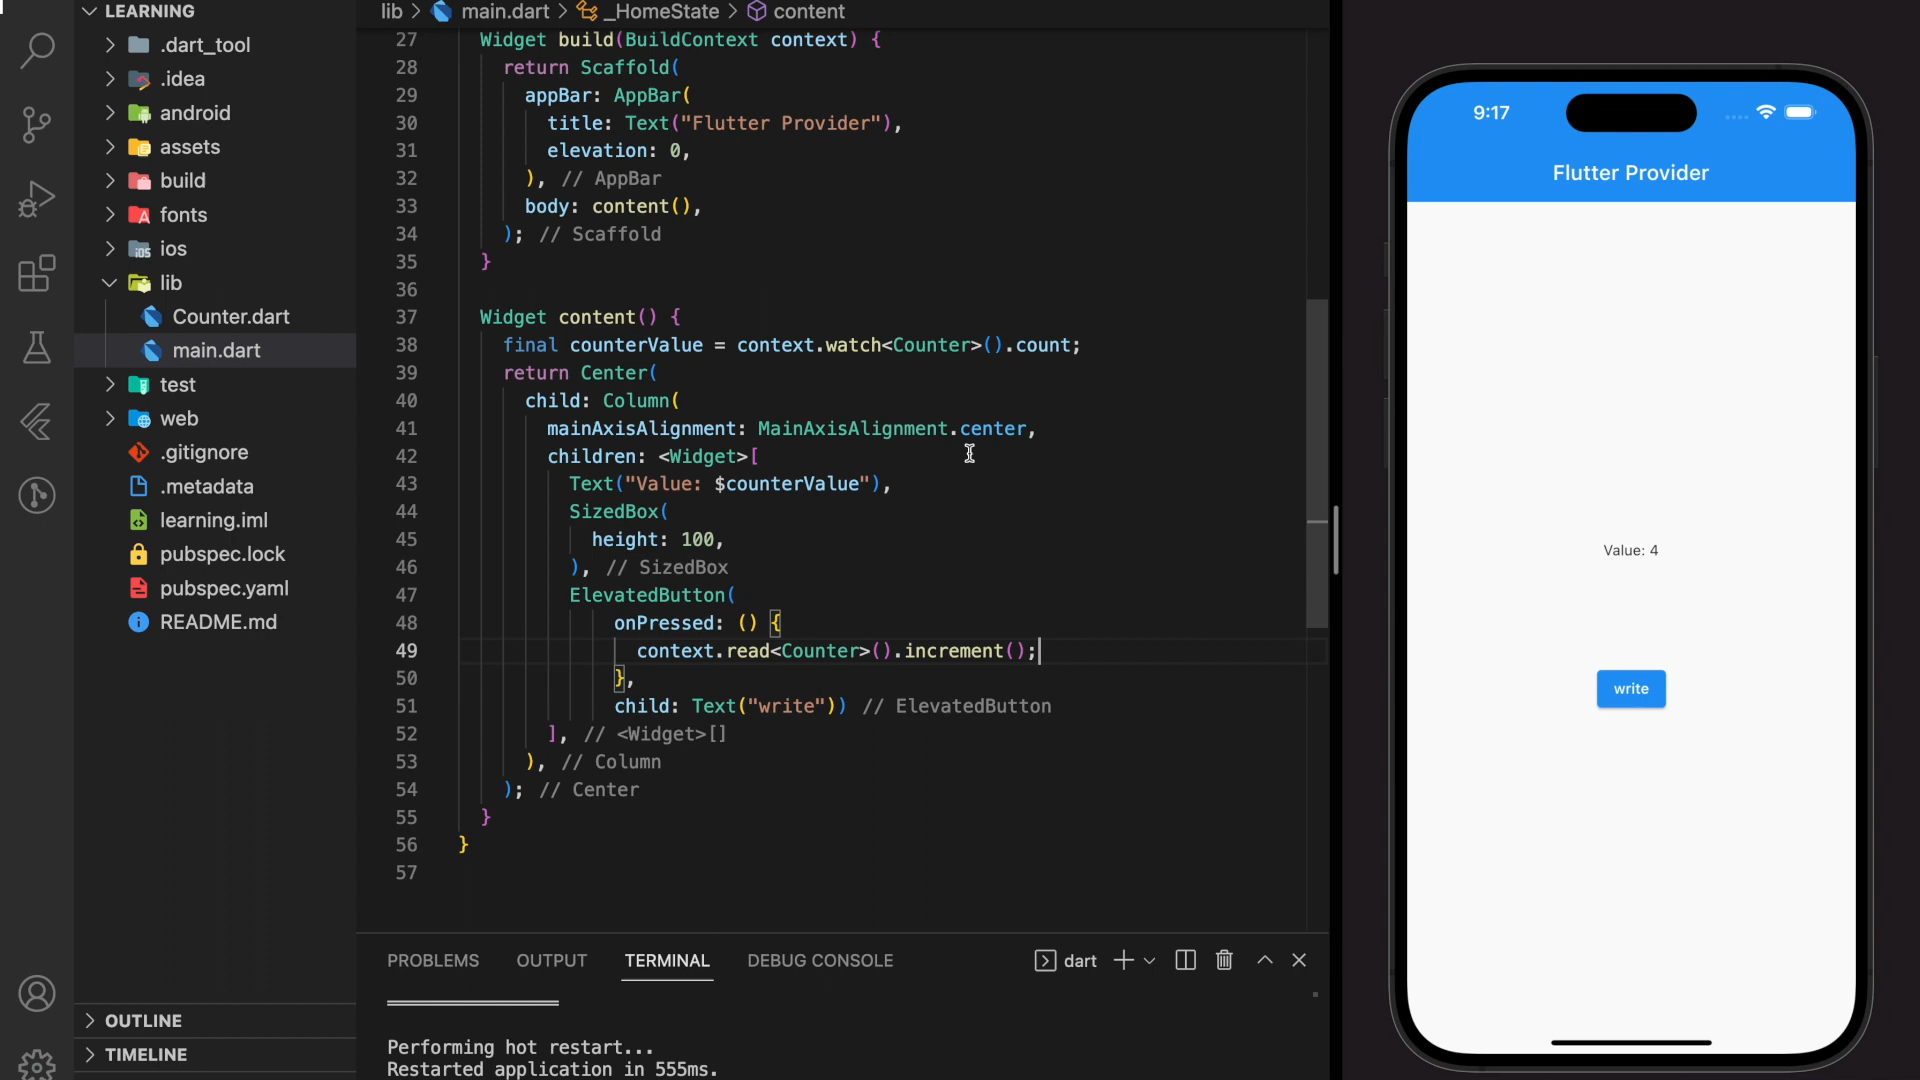 LEARNING
.dart_tool
.idea
android
assets
build
fonts
ios
lib
Counter.dart
main.dart
test
web
.gitignore
.metadata
learning.iml
pubspec.lock
pubspec.yaml
README.md
OUTLINE
TIMELINE
lib > main.dart > _HomeState > content
27 Widget build(BuildContext context) {
28 return Scaffold(
29 appBar: AppBar(
30 title: Text("Flutter Provider"),
31 elevation: 0,
32 ), // AppBar
33 body: content(),
34 ); // Scaffold
35 }
36
37 Widget content() {
38 final counterValue = context.watch<Counter>().count;
39 return Center(
40 child: Column(
41 mainAxisAlignment: MainAxisAlignment.center,
42 children: <Widget>[
43 Text("Value: $counterValue"),
44 SizedBox(
45 height: 100,
46 ), // SizedBox
47 ElevatedButton(
48 onPressed: () {
49 context.read<Counter>().increment();
50 },
51 child: Text("write")) // ElevatedButton
52 ], // <Widget>[]
53 ), // Column
54 ); // Center
55 }
56 }
57
PROBLEMS OUTPUT TERMINAL DEBUG CONSOLE dart
Performing hot restart...
Restarted application in 555ms.
9:17
Flutter Provider
Value: 4
write